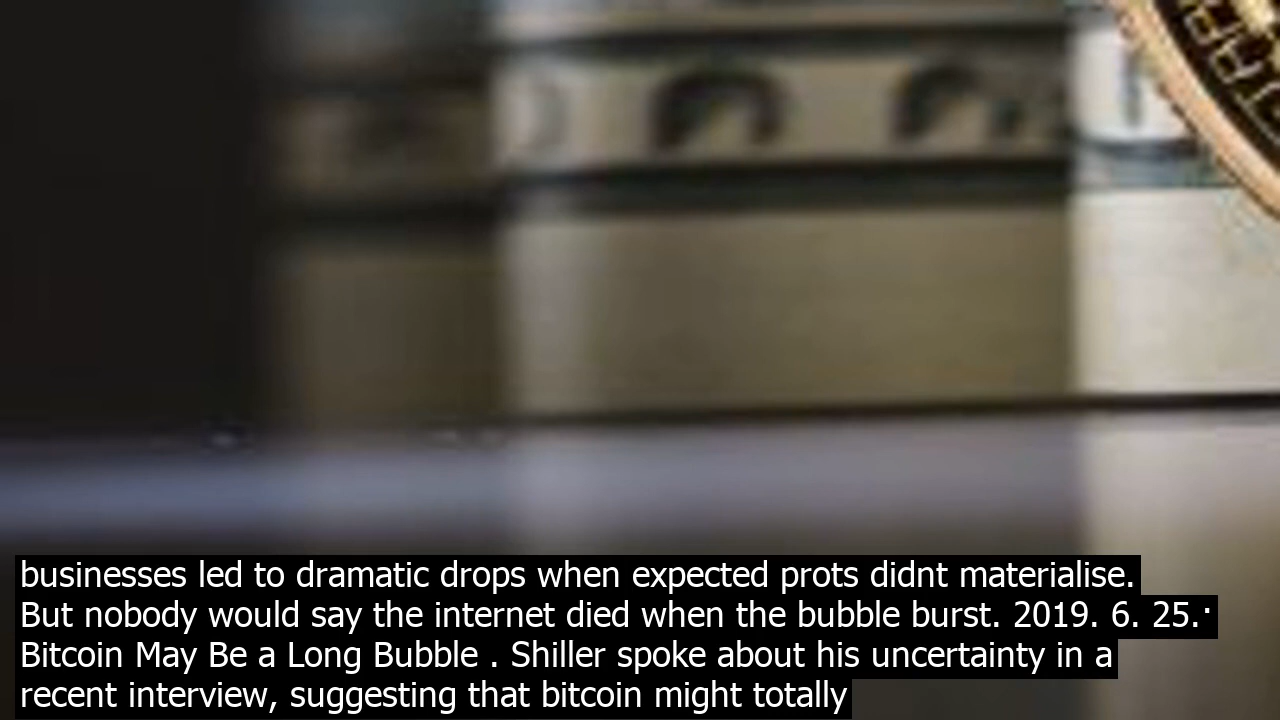 businesses led to dramatic drops when expected prots didnt materialise.
But nobody would say the internet died when the bubble burst. 2019. 6. 25.·
Bitcoin May Be a Long Bubble . Shiller spoke about his uncertainty in a
recent interview, suggesting that bitcoin might totally